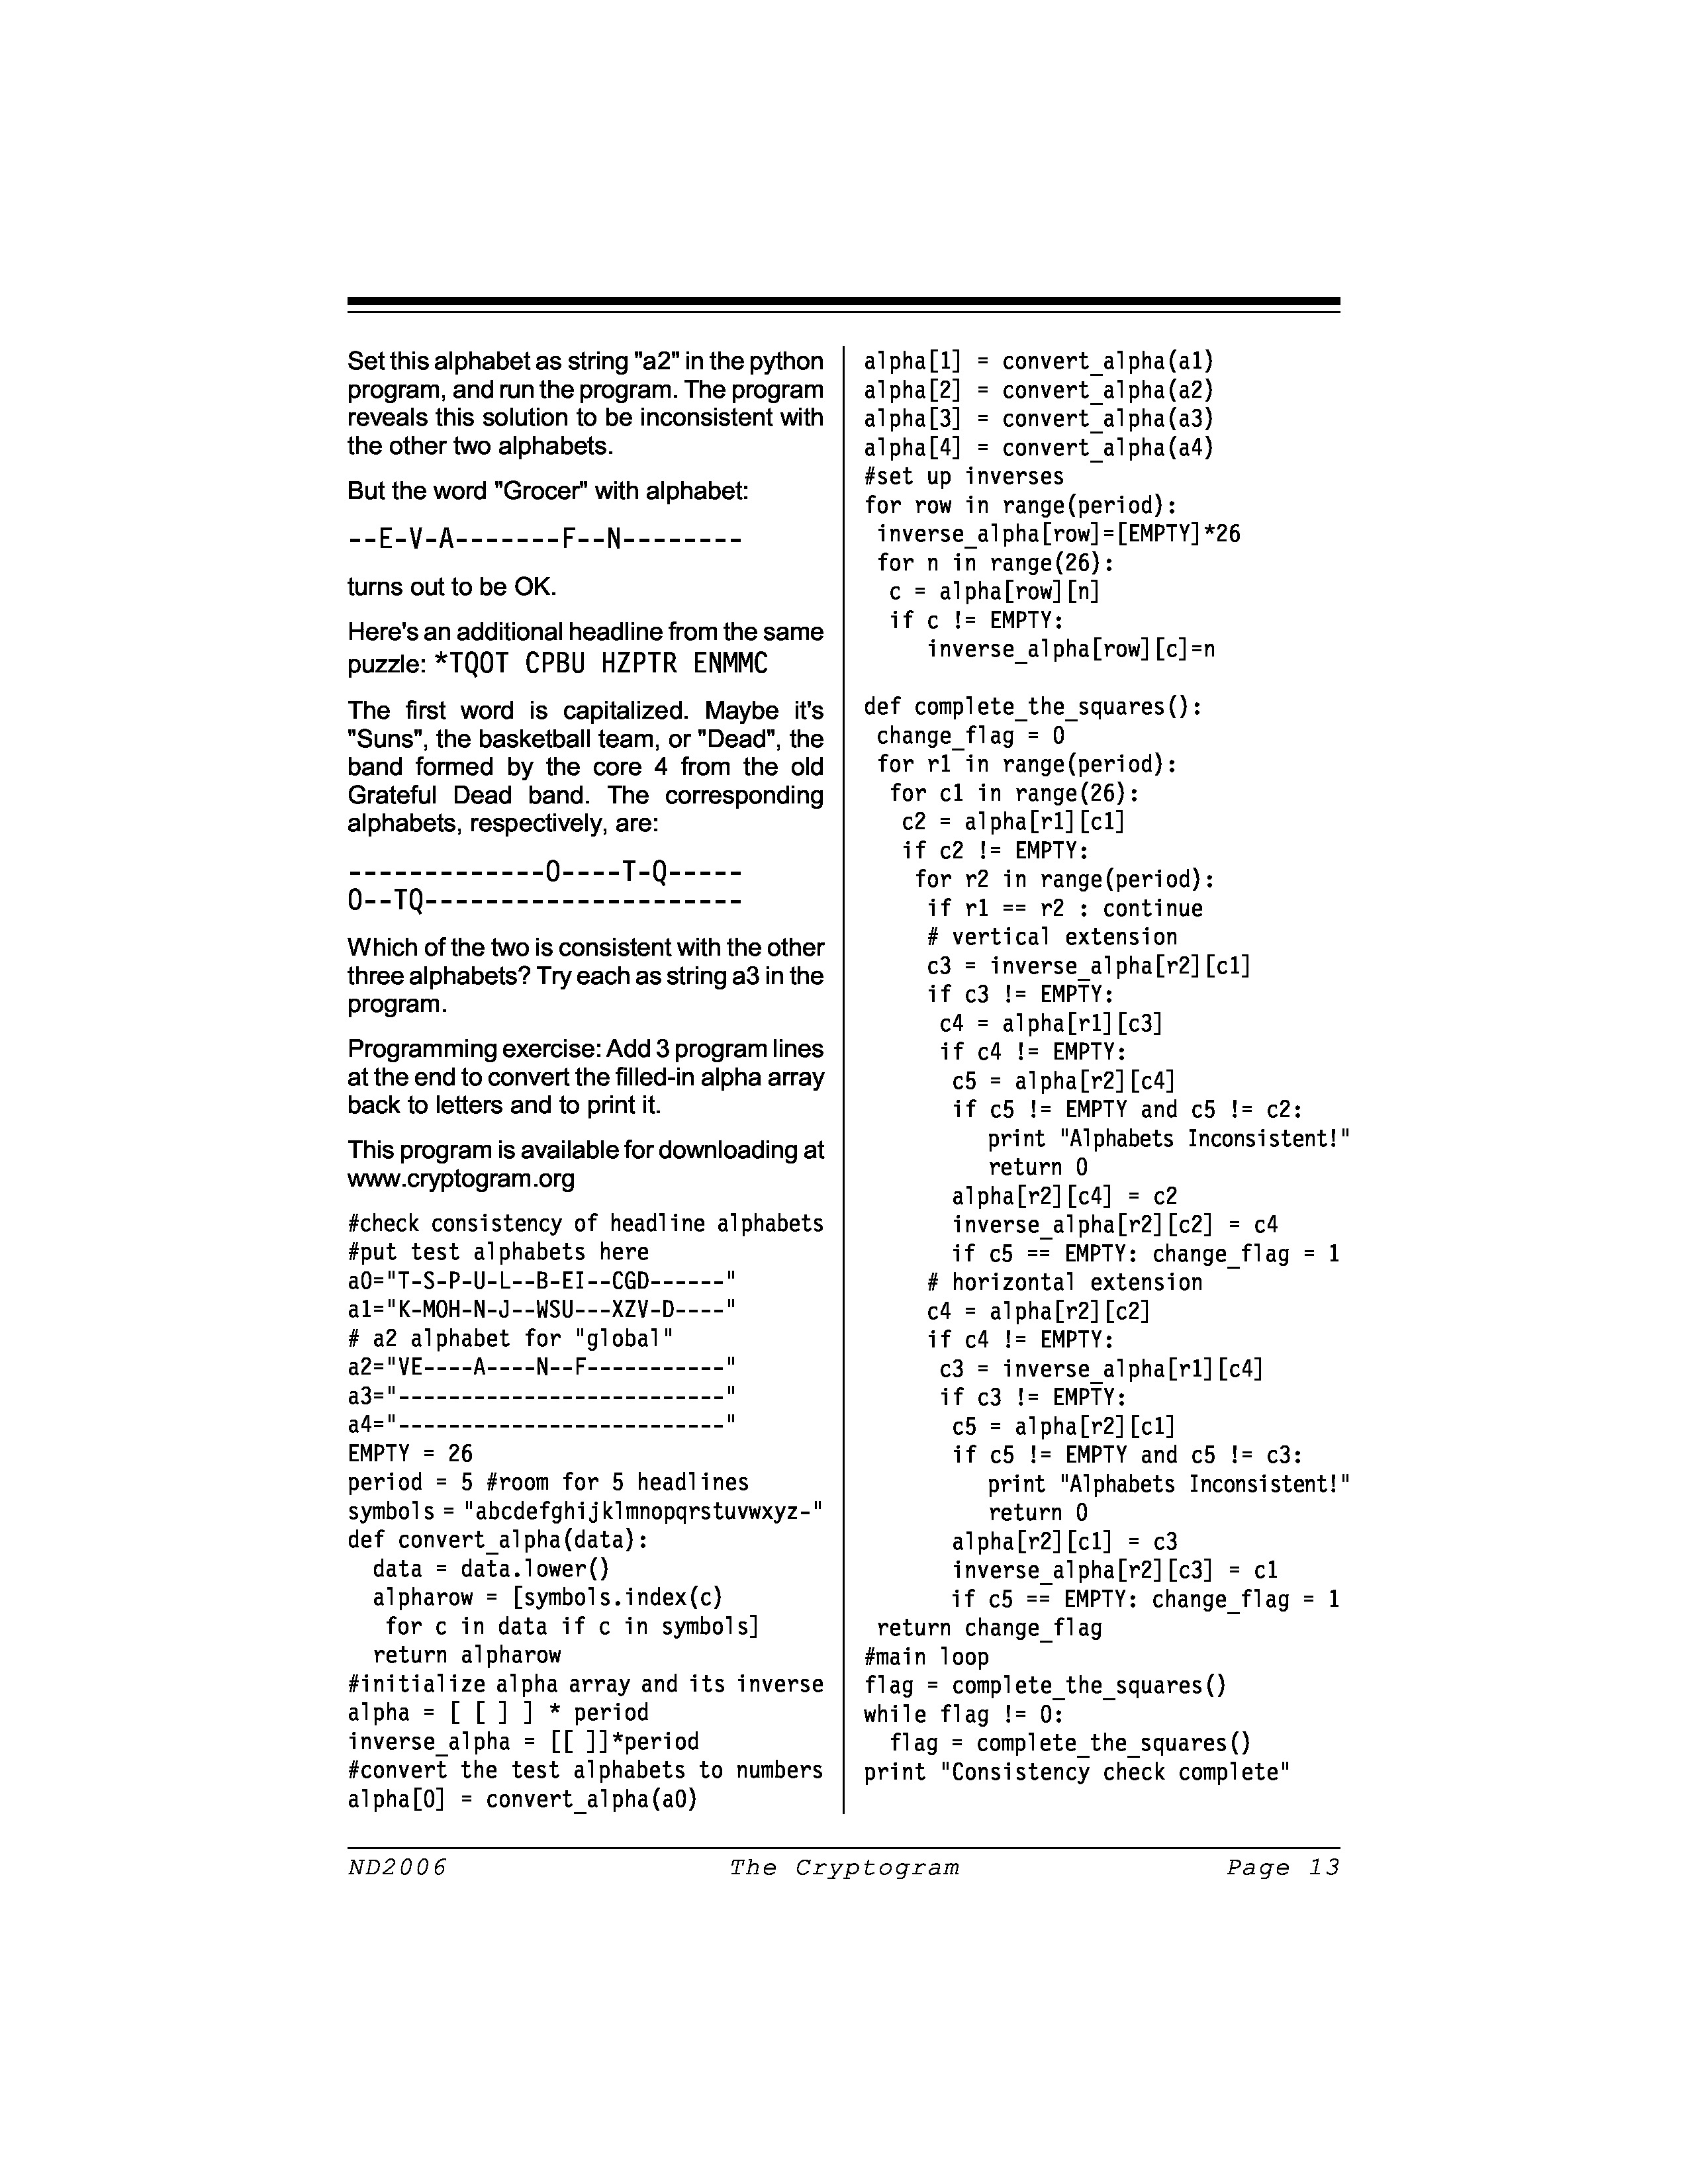 Set this alphabet as string "a2" in the python
program, and run the program. The program
reveals this solution to be inconsistent with
the other two alphabets.
But the word "Grocer" with alphabet:
--E-V-A-------F--N--------
turns out to be OK.
Here's an additional headline from the same
puzzle: *TQOT CPBU HZPTR ENMMC
The first word is capitalized. Maybe it's
"Suns", the basketball team, or "Dead", the
band formed by the core 4 from the old
Grateful Dead band. The corresponding
alphabets, respectively, are:
-------------O----T-Q-----
O--TQ---------------------
Which of the two is consistent with the other
three alphabets? Try each as string a3 in the
program.
Programming exercise: Add 3 program lines
at the end to convert the filled-in alpha array
back to letters and to print it.
This program is available for downloading at
www.cryptogram.org
#check consistency of headline alphabets
#put test alphabets here
a0="T-S-P-U-L--B-EI--CGD------"
a1="K-MOH-N-J--WSU---XZV-D----"
# a2 alphabet for "global"
a2="VE----A----N--F-----------"
a3="--------------------------"
a4="--------------------------"
EMPTY = 26
period = 5 #room for 5 headlines
symbols = "abcdefghijklmnopqrstuvwxyz-"
def convert_alpha(data):
  data = data.lower()
  alpharow = [symbols.index(c)
   for c in data if c in symbols]
  return alpharow
#initialize alpha array and its inverse
alpha = [ [ ] ] * period
inverse_alpha = [[ ]]*period
#convert the test alphabets to numbers
alpha[0] = convert_alpha(a0)
alpha[1] = convert_alpha(a1)
alpha[2] = convert_alpha(a2)
alpha[3] = convert_alpha(a3)
alpha[4] = convert_alpha(a4)
#set up inverses
for row in range(period):
 inverse_alpha[row]=[EMPTY]*26
 for n in range(26):
  c = alpha[row][n]
  if c != EMPTY:
     inverse_alpha[row][c]=n
def complete_the_squares():
 change_flag = 0
 for r1 in range(period):
  for c1 in range(26):
   c2 = alpha[r1][c1]
   if c2 != EMPTY:
    for r2 in range(period):
     if r1 == r2 : continue
     # vertical extension
     c3 = inverse_alpha[r2][c1]
     if c3 != EMPTY:
      c4 = alpha[r1][c3]
      if c4 != EMPTY:
       c5 = alpha[r2][c4]
       if c5 != EMPTY and c5 != c2:
          print "Alphabets Inconsistent!"
          return 0
       alpha[r2][c4] = c2
       inverse_alpha[r2][c2] = c4
       if c5 == EMPTY: change_flag = 1
     # horizontal extension
     c4 = alpha[r2][c2]
     if c4 != EMPTY:
      c3 = inverse_alpha[r1][c4]
      if c3 != EMPTY:
       c5 = alpha[r2][c1]
       if c5 != EMPTY and c5 != c3:
          print "Alphabets Inconsistent!"
          return 0
       alpha[r2][c1] = c3
       inverse_alpha[r2][c3] = c1
       if c5 == EMPTY: change_flag = 1
 return change_flag
#main loop
flag = complete_the_squares()
while flag != 0:
  flag = complete_the_squares()
print "Consistency check complete"
ND2006 The Cryptogram Page 13